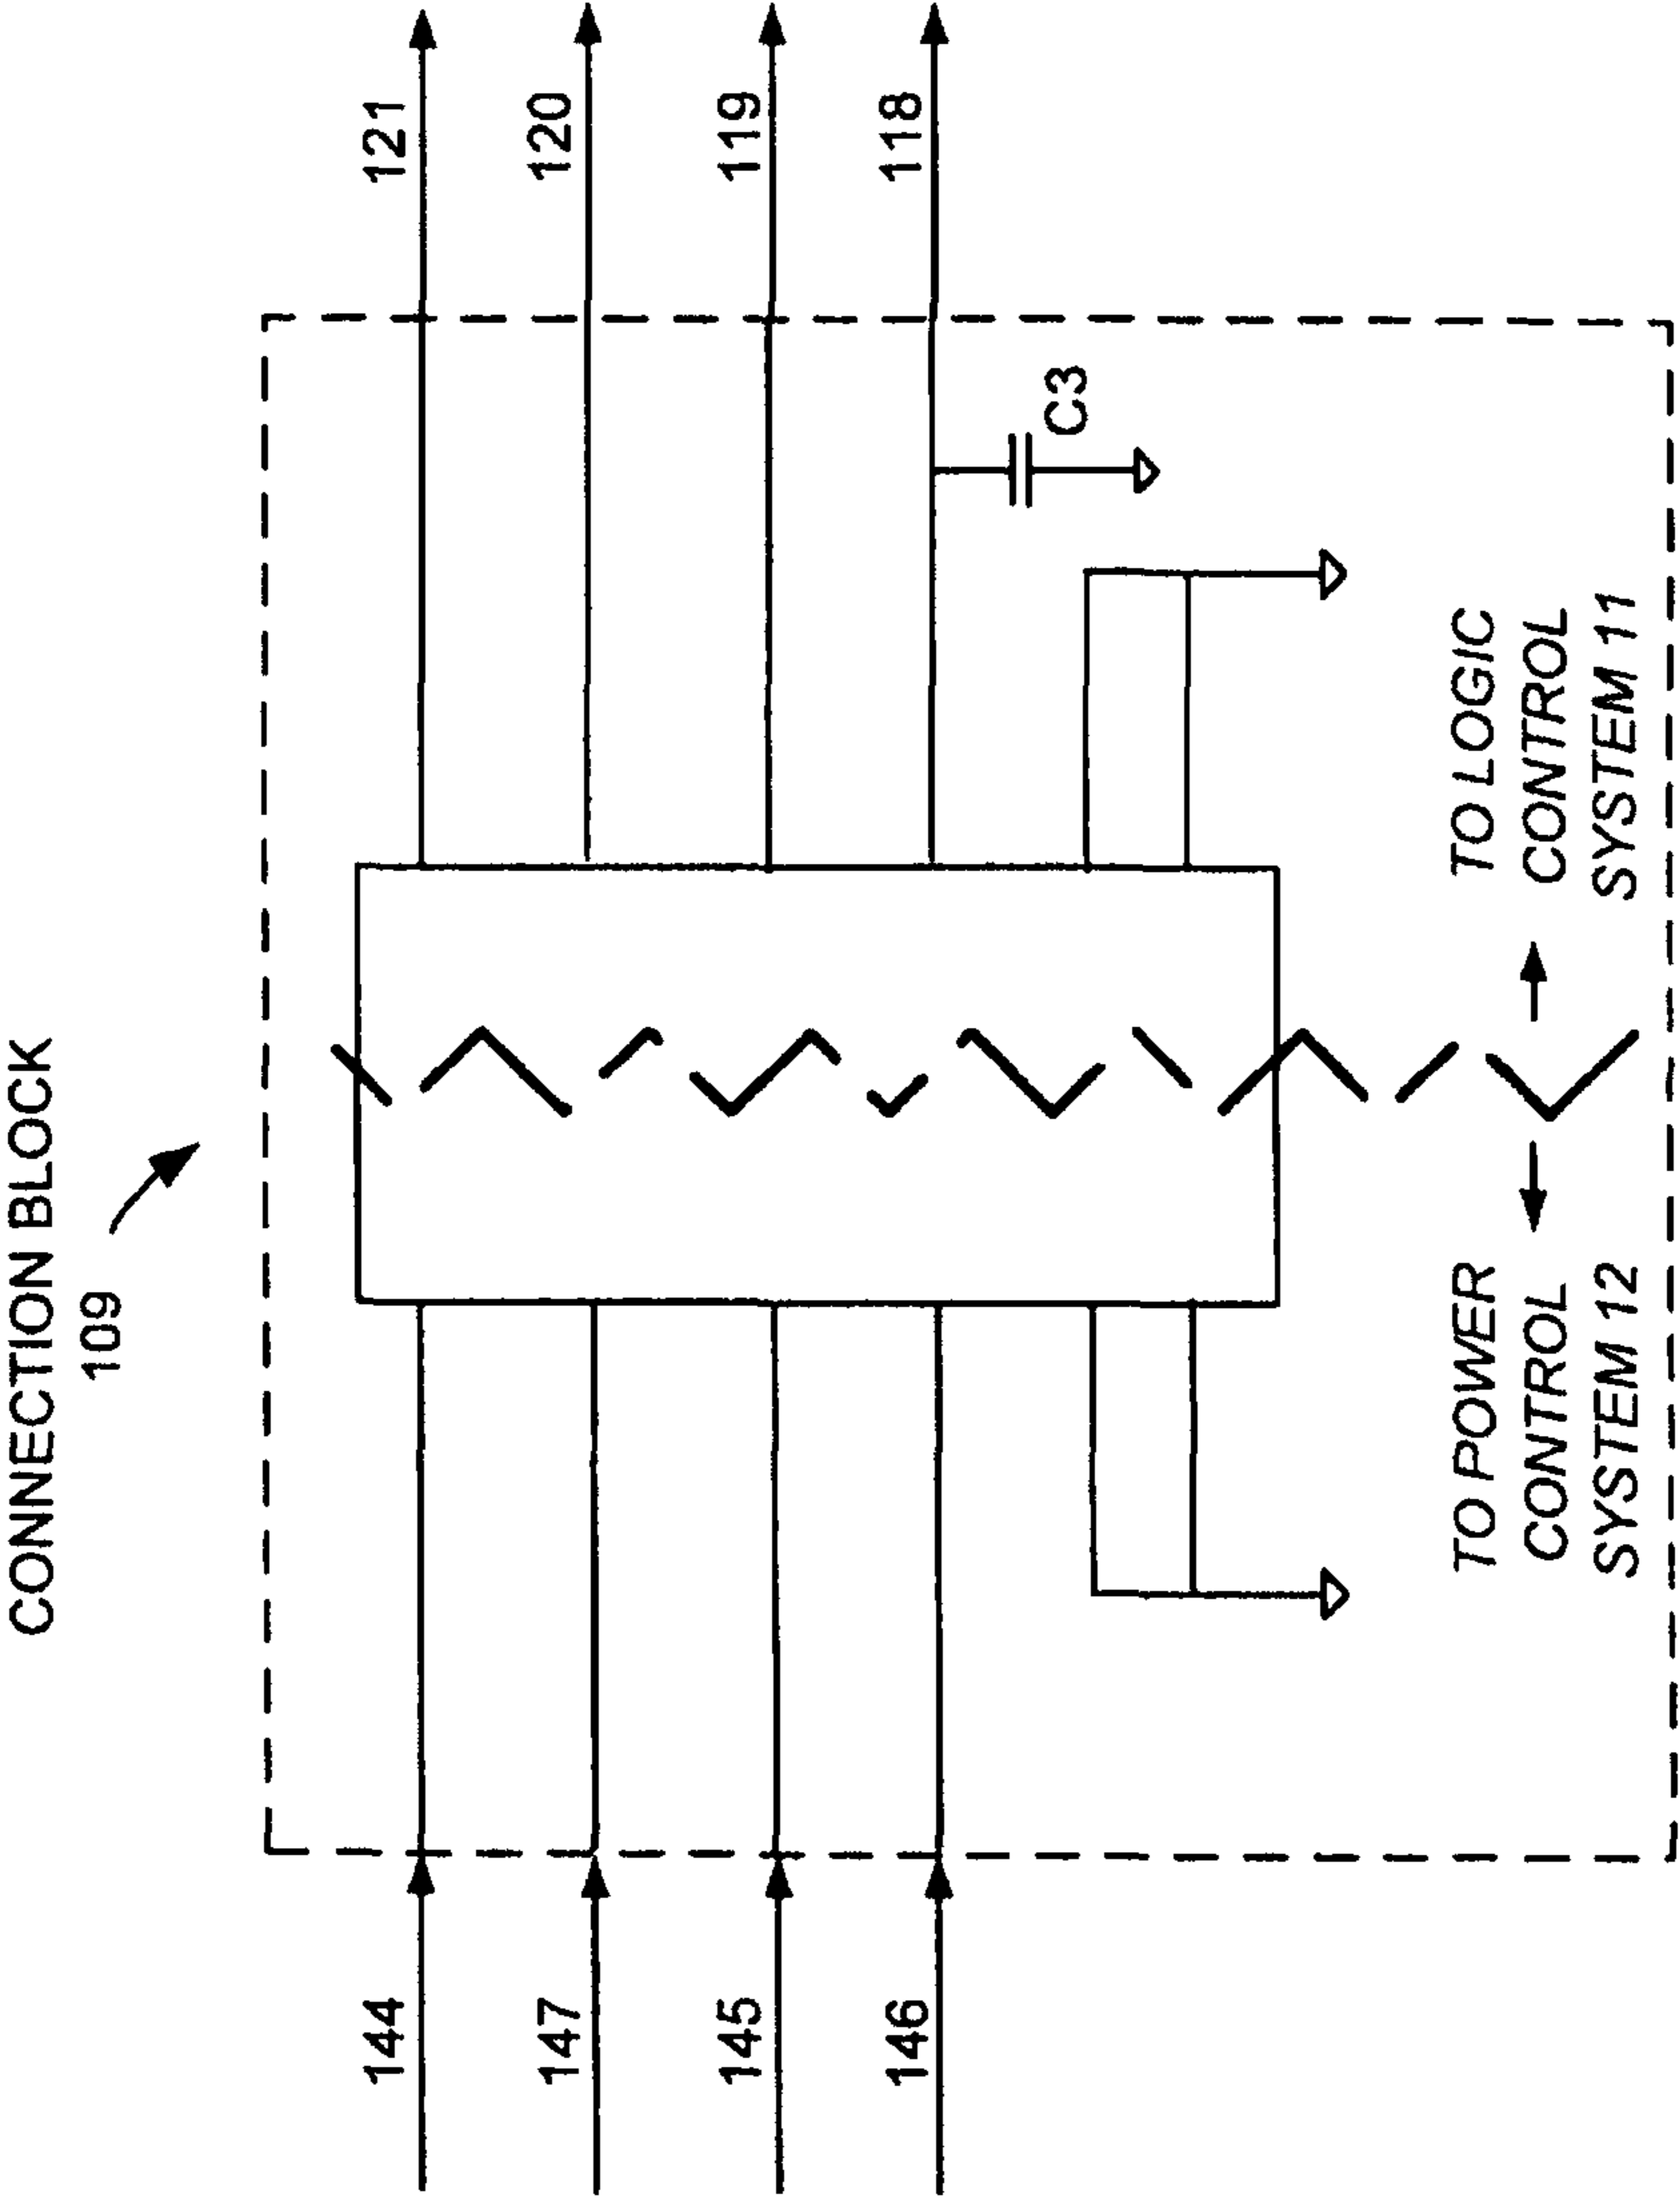 CONNECTION BLOCK
109
144
121
147
120
145
119
146
118
C3
TO POWER
CONTROL
SYSTEM 12
TO LOGIC
CONTROL
SYSTEM 11